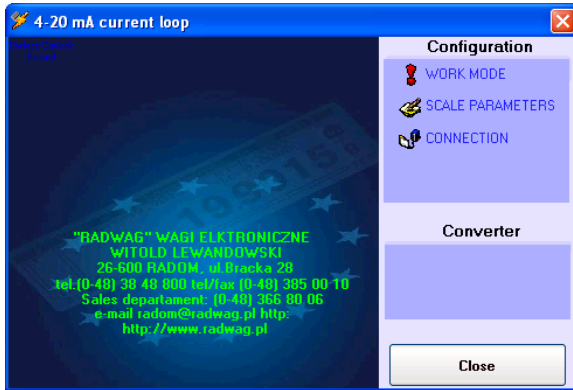 4-20 mA current loop
Configuration
WORK MODE
SCALE PARAMETERS
CONNECTION
"RADWAG" WAGI ELKTRONICZNE
WITOLD LEWANDOWSKI
26-600 RADOM, ul.Bracka 28
tel.(0-48) 38 48 800 tel/fax (0-48) 385 00 10
Sales departament: (0-48) 366 80 06
e-mail radom@radwag.pl http:
http://www.radwag.pl
Converter
Close